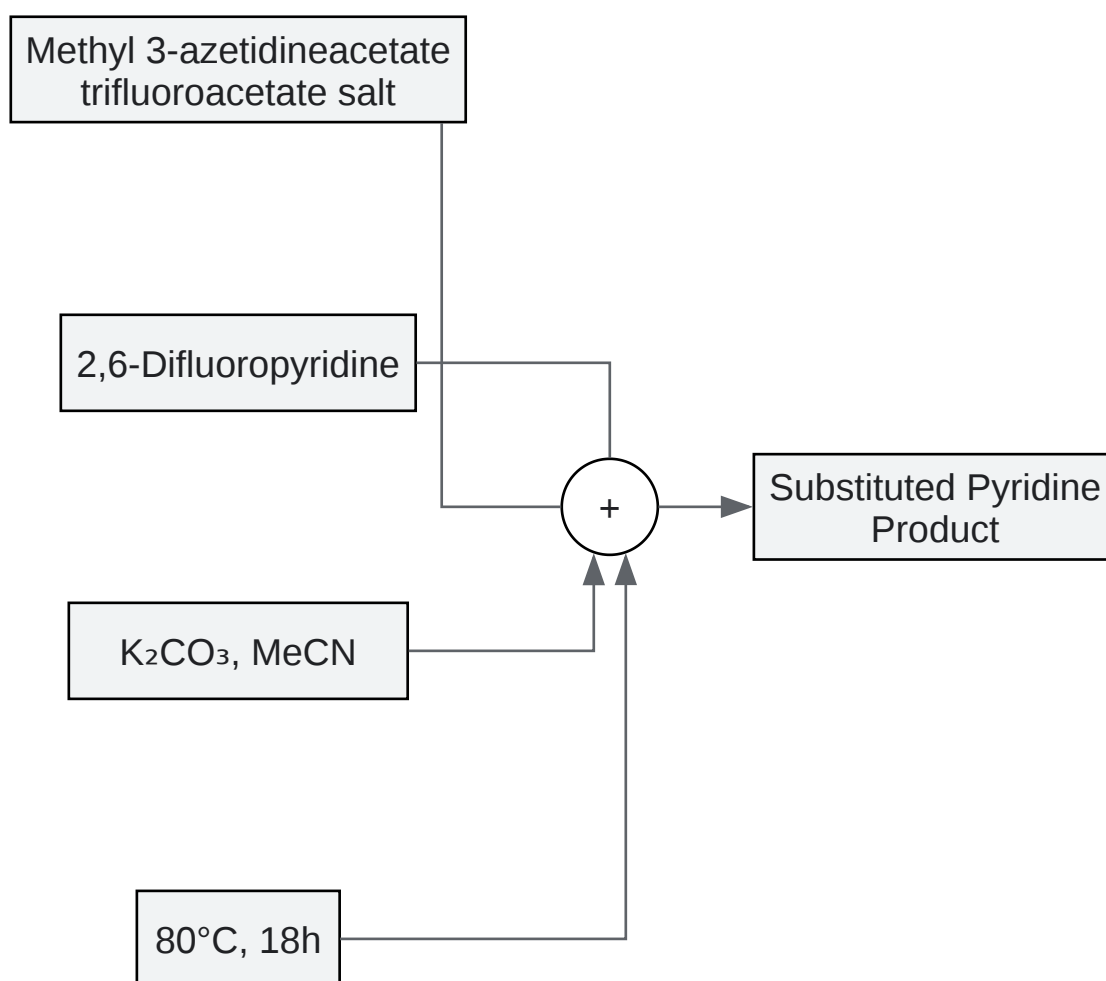 Methyl 3-azetidineacetate
trifluoroacetate salt
2,6-Difluoropyridine
+
Substituted Pyridine
Product
K₂CO₃, MeCN
80°C, 18h